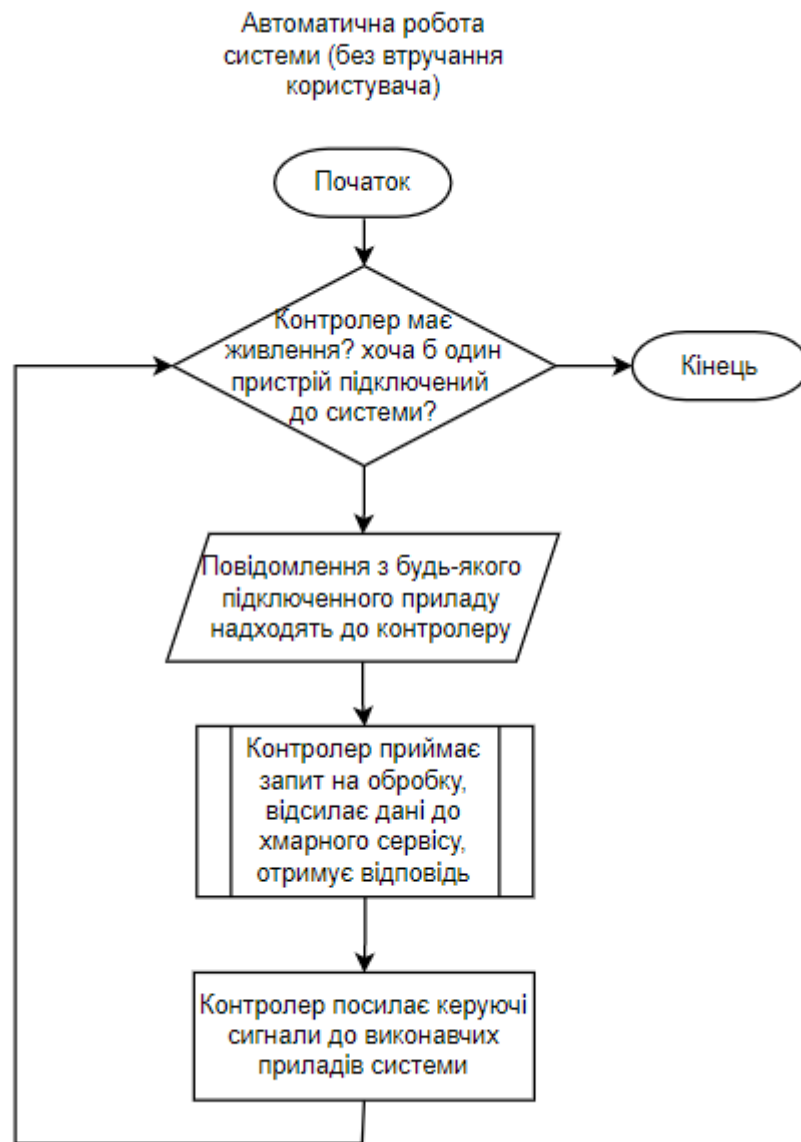 Автоматична робота
системи (без втручання
користувача)
Початок
Контролер має
живлення? хоча б один
пристрій підключений
до системи?
Кінець
Повідомлення з будь-якого
підключенного приладу
надходять до контролеру
Контролер приймає
запит на обробку,
відсилає дані до
хмарного сервісу,
отримує відповідь
Контролер посилає керуючі
сигнали до виконавчих
приладів системи